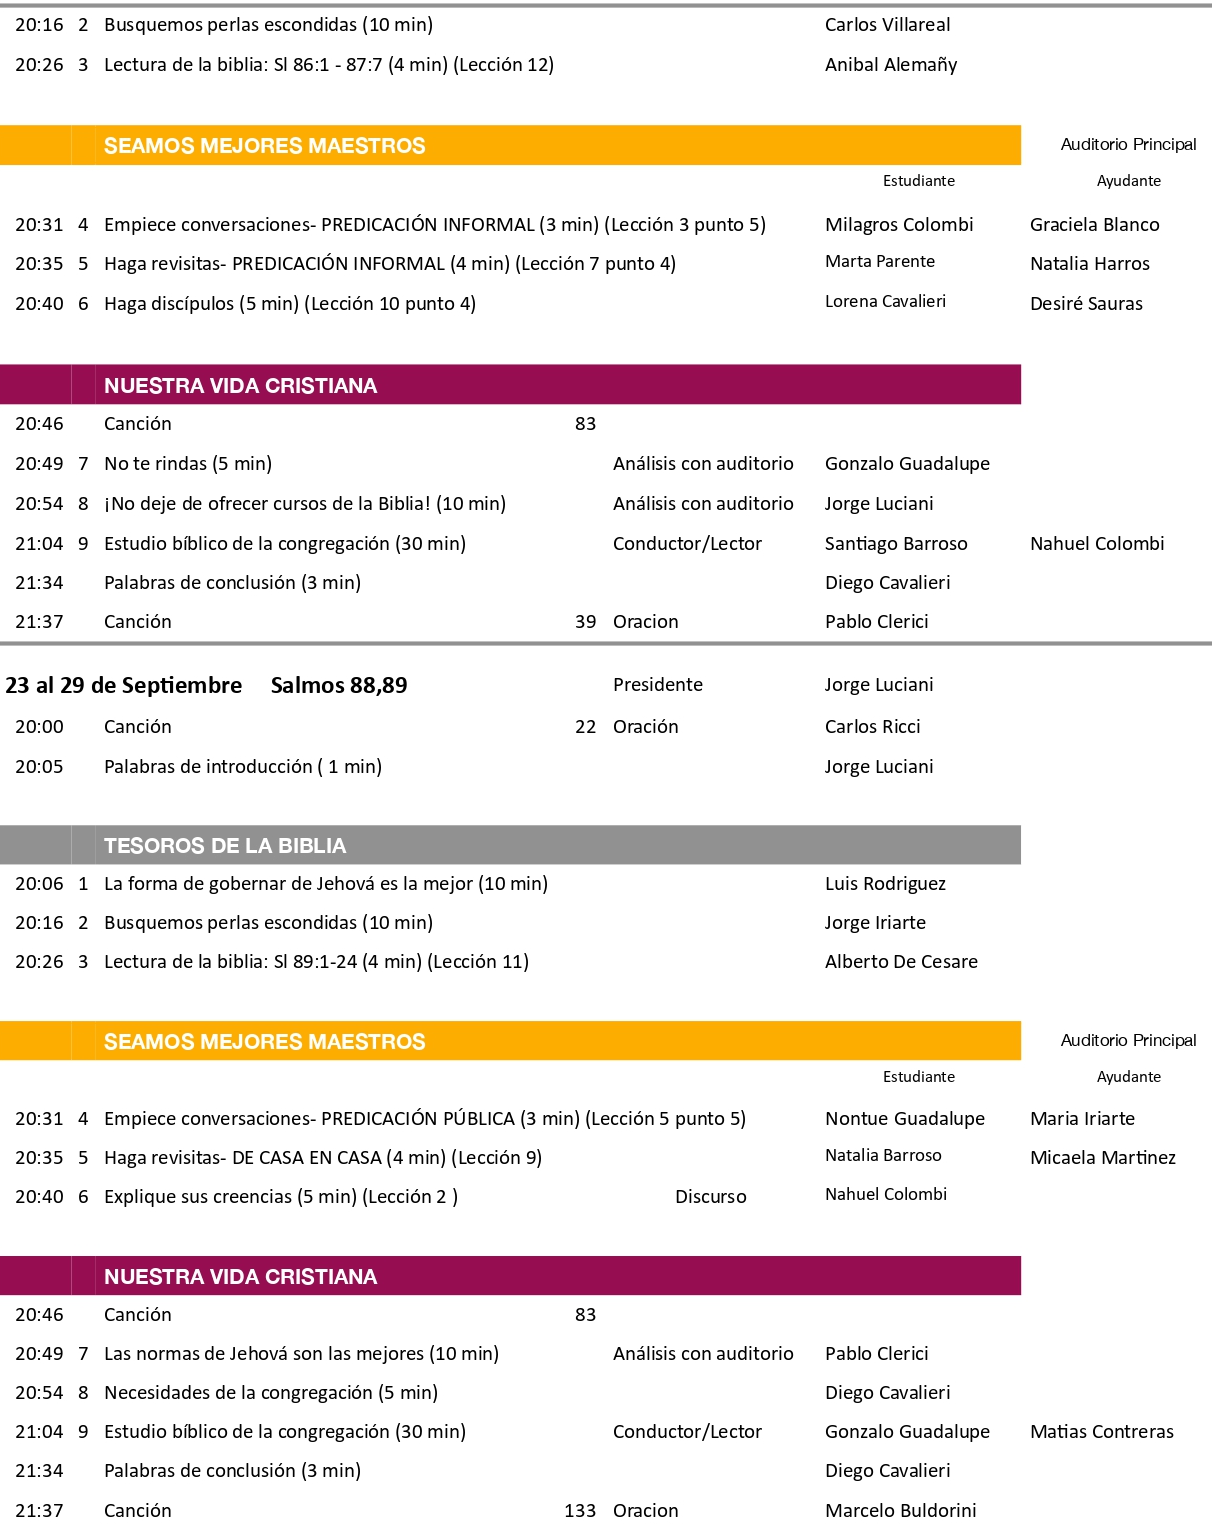 20:16 2 Busquemos perlas escondidas (10 min) Carlos Villareal
20:26 3 Lectura de la biblia: Sl 86:1 - 87:7 (4 min) (Lección 12) Anibal Alemañy
SEAMOS MEJORES MAESTROS Auditorio Principal
Estudiante Ayudante
20:31 4 Empiece conversaciones- PREDICACIÓN INFORMAL (3 min) (Lección 3 punto 5) Milagros Colombi Graciela Blanco
20:35 5 Haga revisitas- PREDICACIÓN INFORMAL (4 min) (Lección 7 punto 4) Marta Parente Natalia Harros
20:40 6 Haga discípulos (5 min) (Lección 10 punto 4) Lorena Cavalieri Desiré Sauras
NUESTRA VIDA CRISTIANA
20:46 Canción 83
20:49 7 No te rindas (5 min) Análisis con auditorio Gonzalo Guadalupe
20:54 8 ¡No deje de ofrecer cursos de la Biblia! (10 min) Análisis con auditorio Jorge Luciani
21:04 9 Estudio bíblico de la congregación (30 min) Conductor/Lector Santiago Barroso Nahuel Colombi
21:34 Palabras de conclusión (3 min) Diego Cavalieri
21:37 Canción 39 Oracion Pablo Clerici
23 al 29 de Septiembre Salmos 88,89 Presidente Jorge Luciani
20:00 Canción 22 Oración Carlos Ricci
20:05 Palabras de introducción ( 1 min) Jorge Luciani
TESOROS DE LA BIBLIA
20:06 1 La forma de gobernar de Jehová es la mejor (10 min) Luis Rodriguez
20:16 2 Busquemos perlas escondidas (10 min) Jorge Iriarte
20:26 3 Lectura de la biblia: Sl 89:1-24 (4 min) (Lección 11) Alberto De Cesare
SEAMOS MEJORES MAESTROS Auditorio Principal
Estudiante Ayudante
20:31 4 Empiece conversaciones- PREDICACIÓN PÚBLICA (3 min) (Lección 5 punto 5) Nontue Guadalupe Maria Iriarte
20:35 5 Haga revisitas- DE CASA EN CASA (4 min) (Lección 9) Natalia Barroso Micaela Martinez
20:40 6 Explique sus creencias (5 min) (Lección 2 ) Discurso Nahuel Colombi
NUESTRA VIDA CRISTIANA
20:46 Canción 83
20:49 7 Las normas de Jehová son las mejores (10 min) Análisis con auditorio Pablo Clerici
20:54 8 Necesidades de la congregación (5 min) Diego Cavalieri
21:04 9 Estudio bíblico de la congregación (30 min) Conductor/Lector Gonzalo Guadalupe Matias Contreras
21:34 Palabras de conclusión (3 min) Diego Cavalieri
21:37 Canción 133 Oracion Marcelo Buldorini